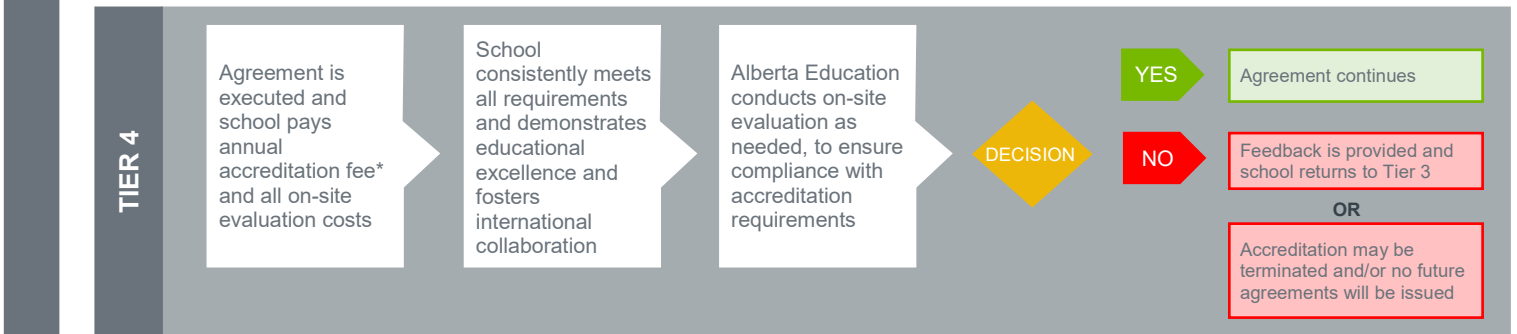 TIER 4
Agreement is
executed and
school pays
annual
accreditation fee*
and all on-site
evaluation costs
School
consistently meets
all requirements
and demonstrates
educational
excellence and
fosters
international
collaboration
Alberta Education
conducts on-site
evaluation as
needed, to ensure
compliance with
accreditation
requirements
DECISION
YES
Agreement continues
NO
Feedback is provided and
school returns to Tier 3
OR
Accreditation may be
terminated and/or no future
agreements will be issued